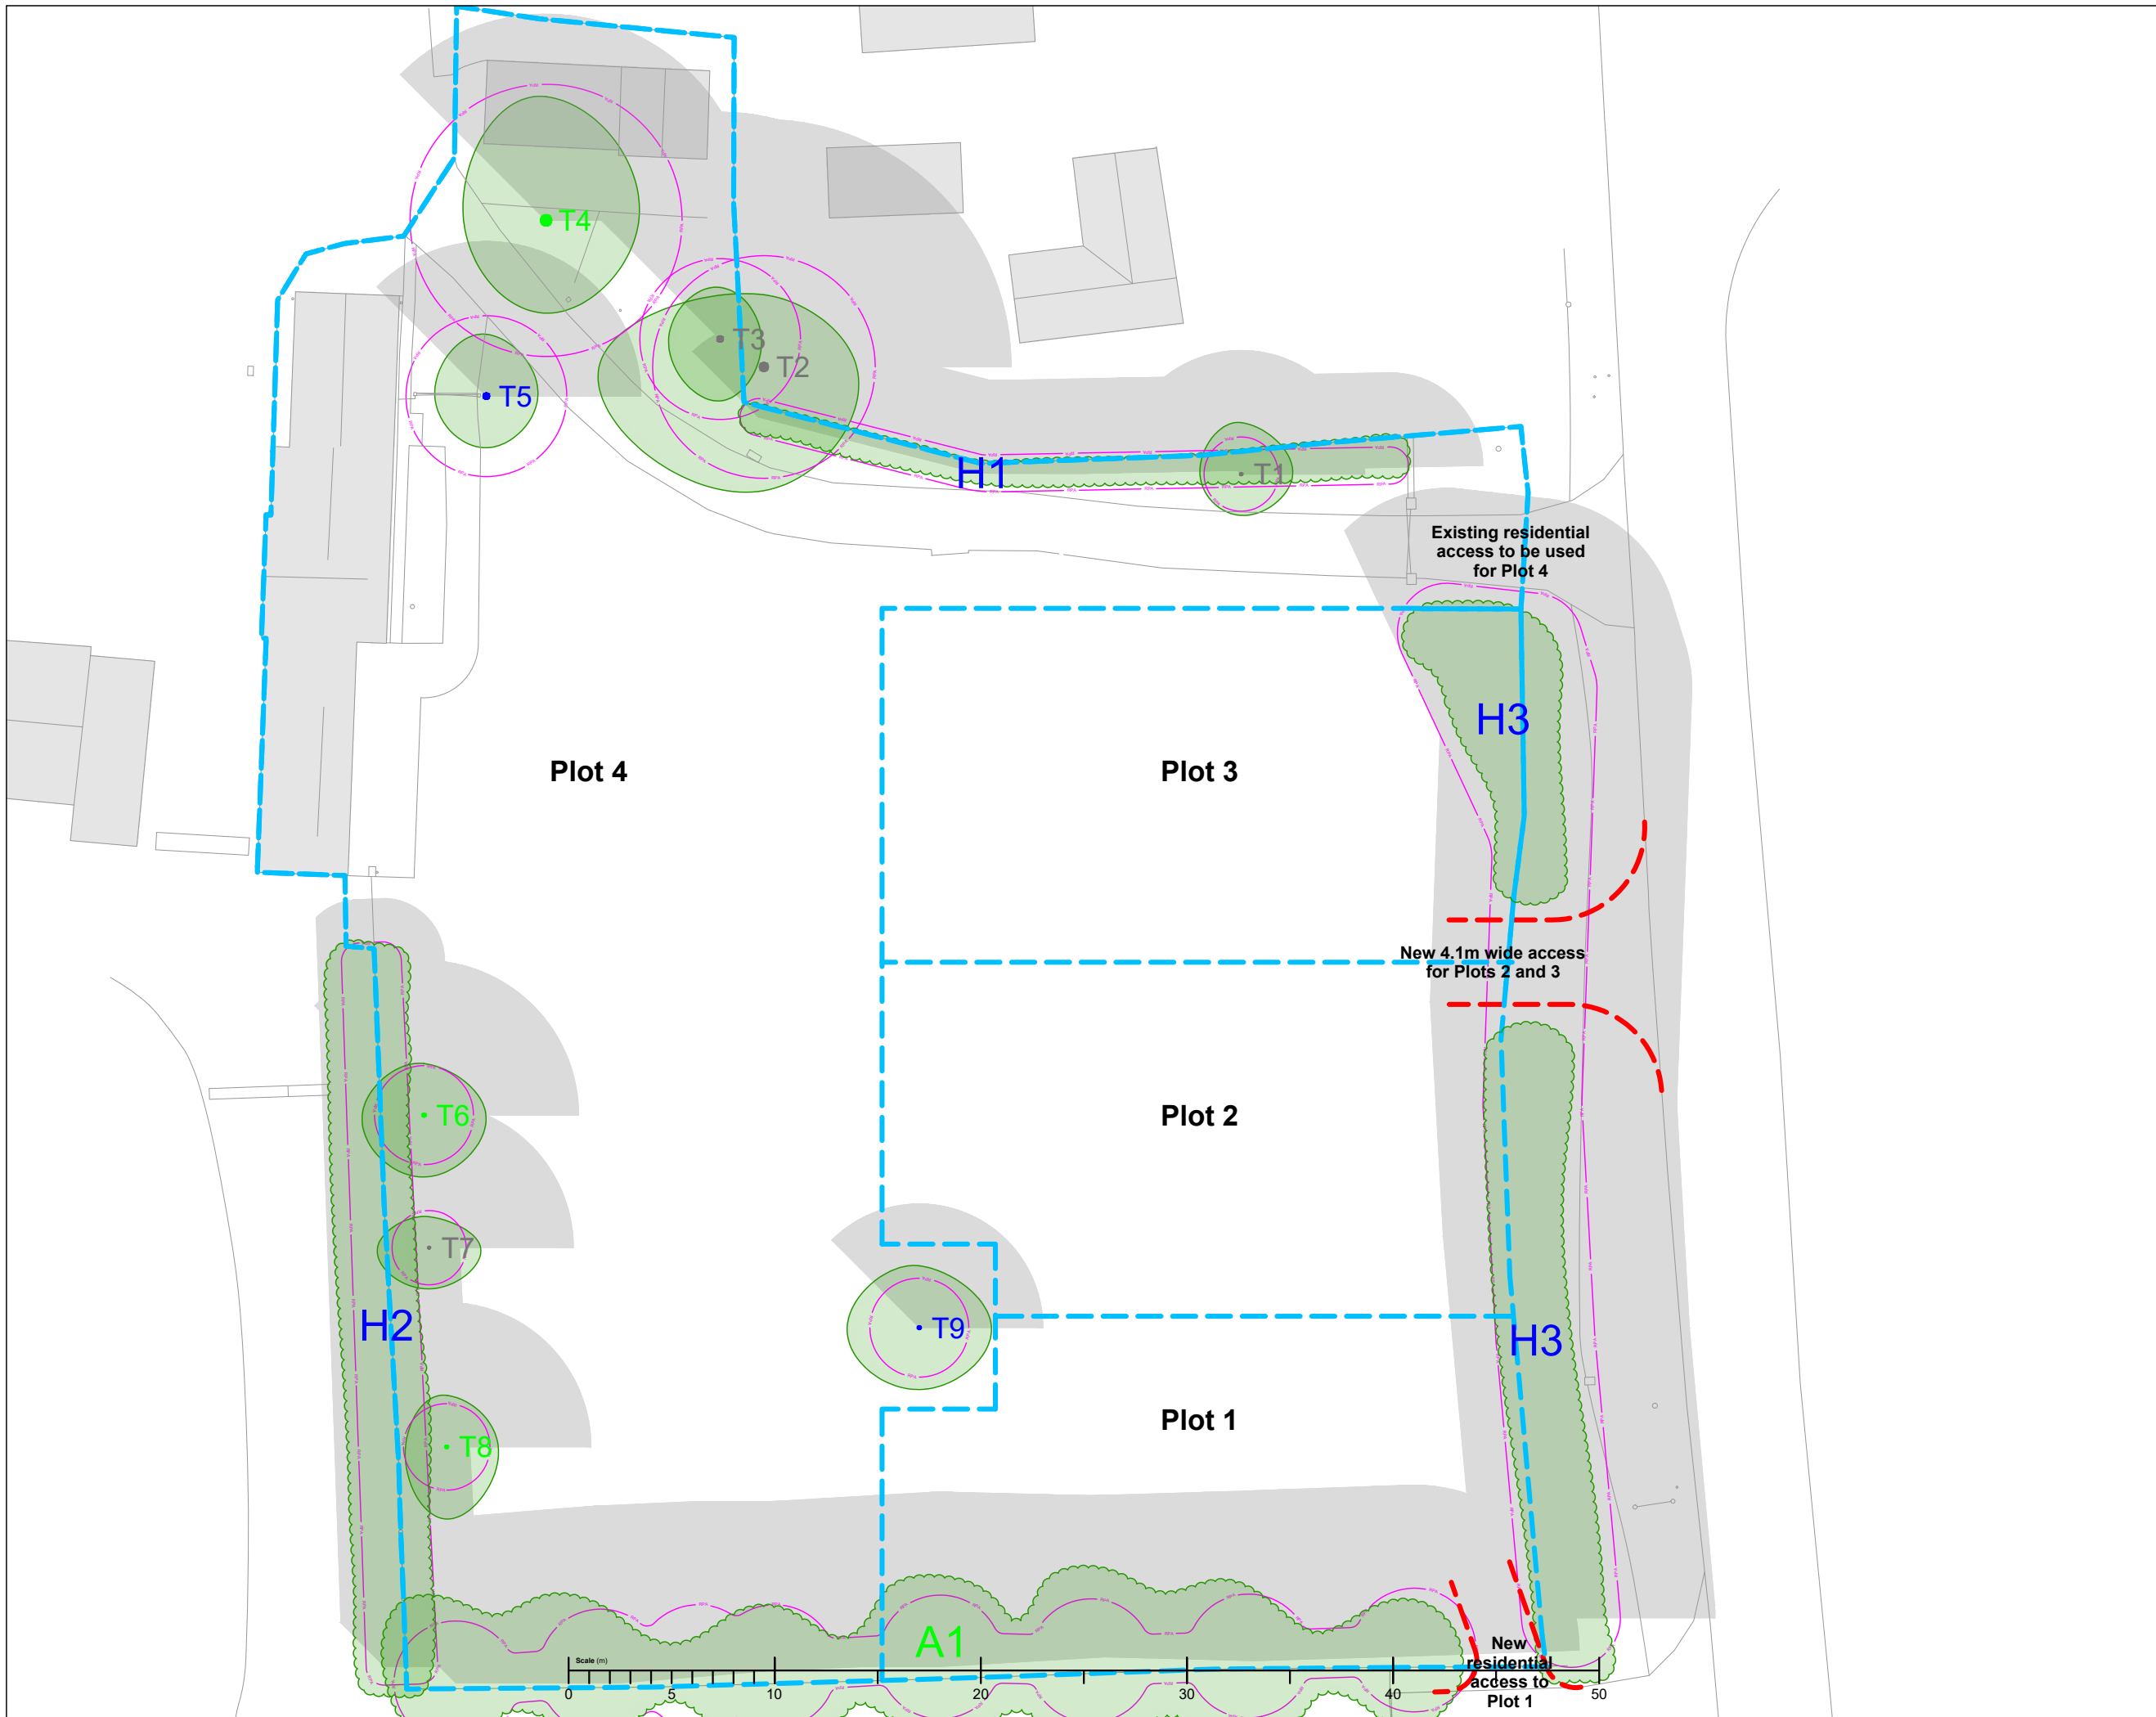 T4
T3
T2
T5
H1
T1
Existing residential
access to be used
for Plot 4
H3
Plot 4
Plot 3
New 4.1m wide access
for Plots 2 and 3
T6
Plot 2
T7
H2
T9
H3
Plot 1
T8
A1
New
residential
access to
Plot 1
Scale (m)
0 5 10 20 30 40 50